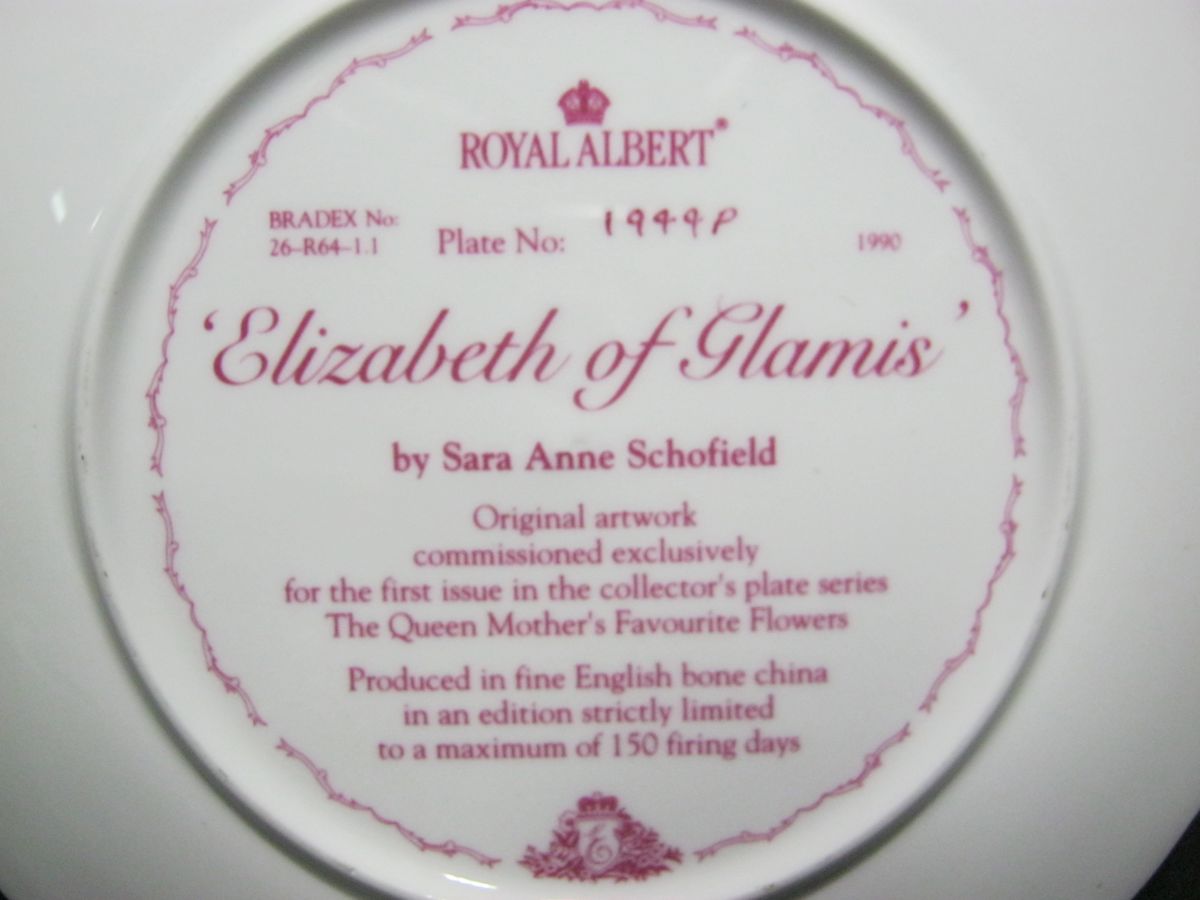 ROYAL ALBERT®
BRADEX No:
26-R64-1.1
Plate No: 1949P
1990
'Elizabeth of Glamis'
by Sara Anne Schofield
Original artwork
commissioned exclusively
for the first issue in the collector's plate series
The Queen Mother's Favourite Flowers
Produced in fine English bone china
in an edition strictly limited
to a maximum of 150 firing days
E